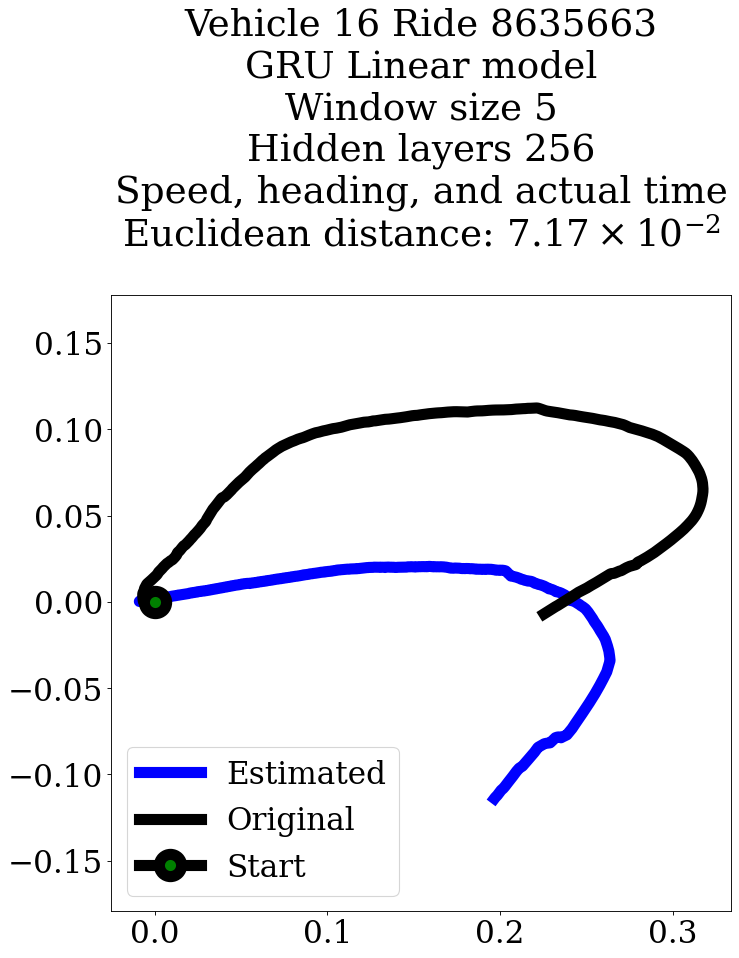 Vehicle 16 Ride 8635663
GRU Linear model
Window size 5
Hidden layers 256
Speed, heading, and actual time
Euclidean distance: 7.17 × 10⁻²
0.15
0.10
0.05
0.00
−0.05
−0.10
−0.15
Estimated
Original
Start
0.0 0.1 0.2 0.3